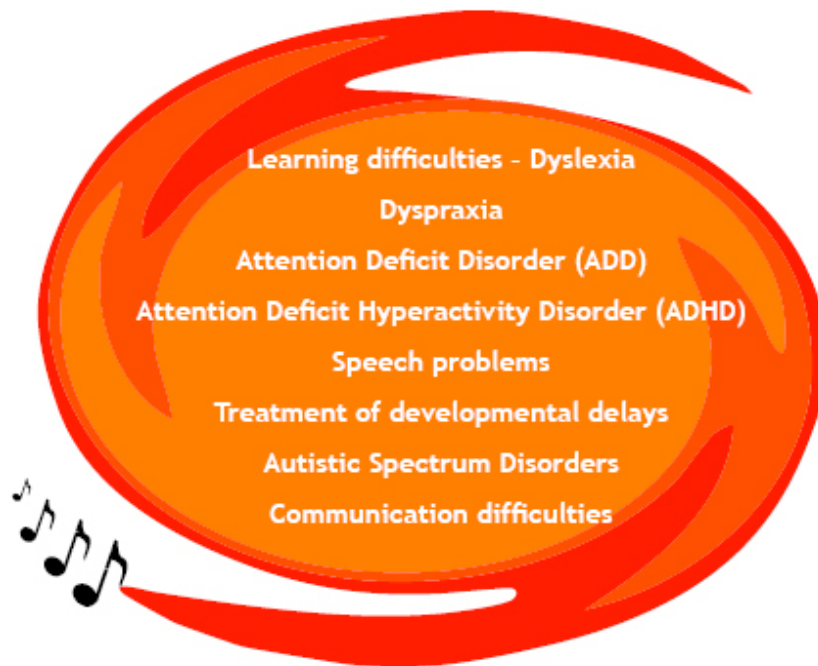 Learning difficulties - Dyslexia
Dyspraxia
Attention Deficit Disorder (ADD)
Attention Deficit Hyperactivity Disorder (ADHD)
Speech problems
Treatment of developmental delays
Autistic Spectrum Disorders
Communication difficulties